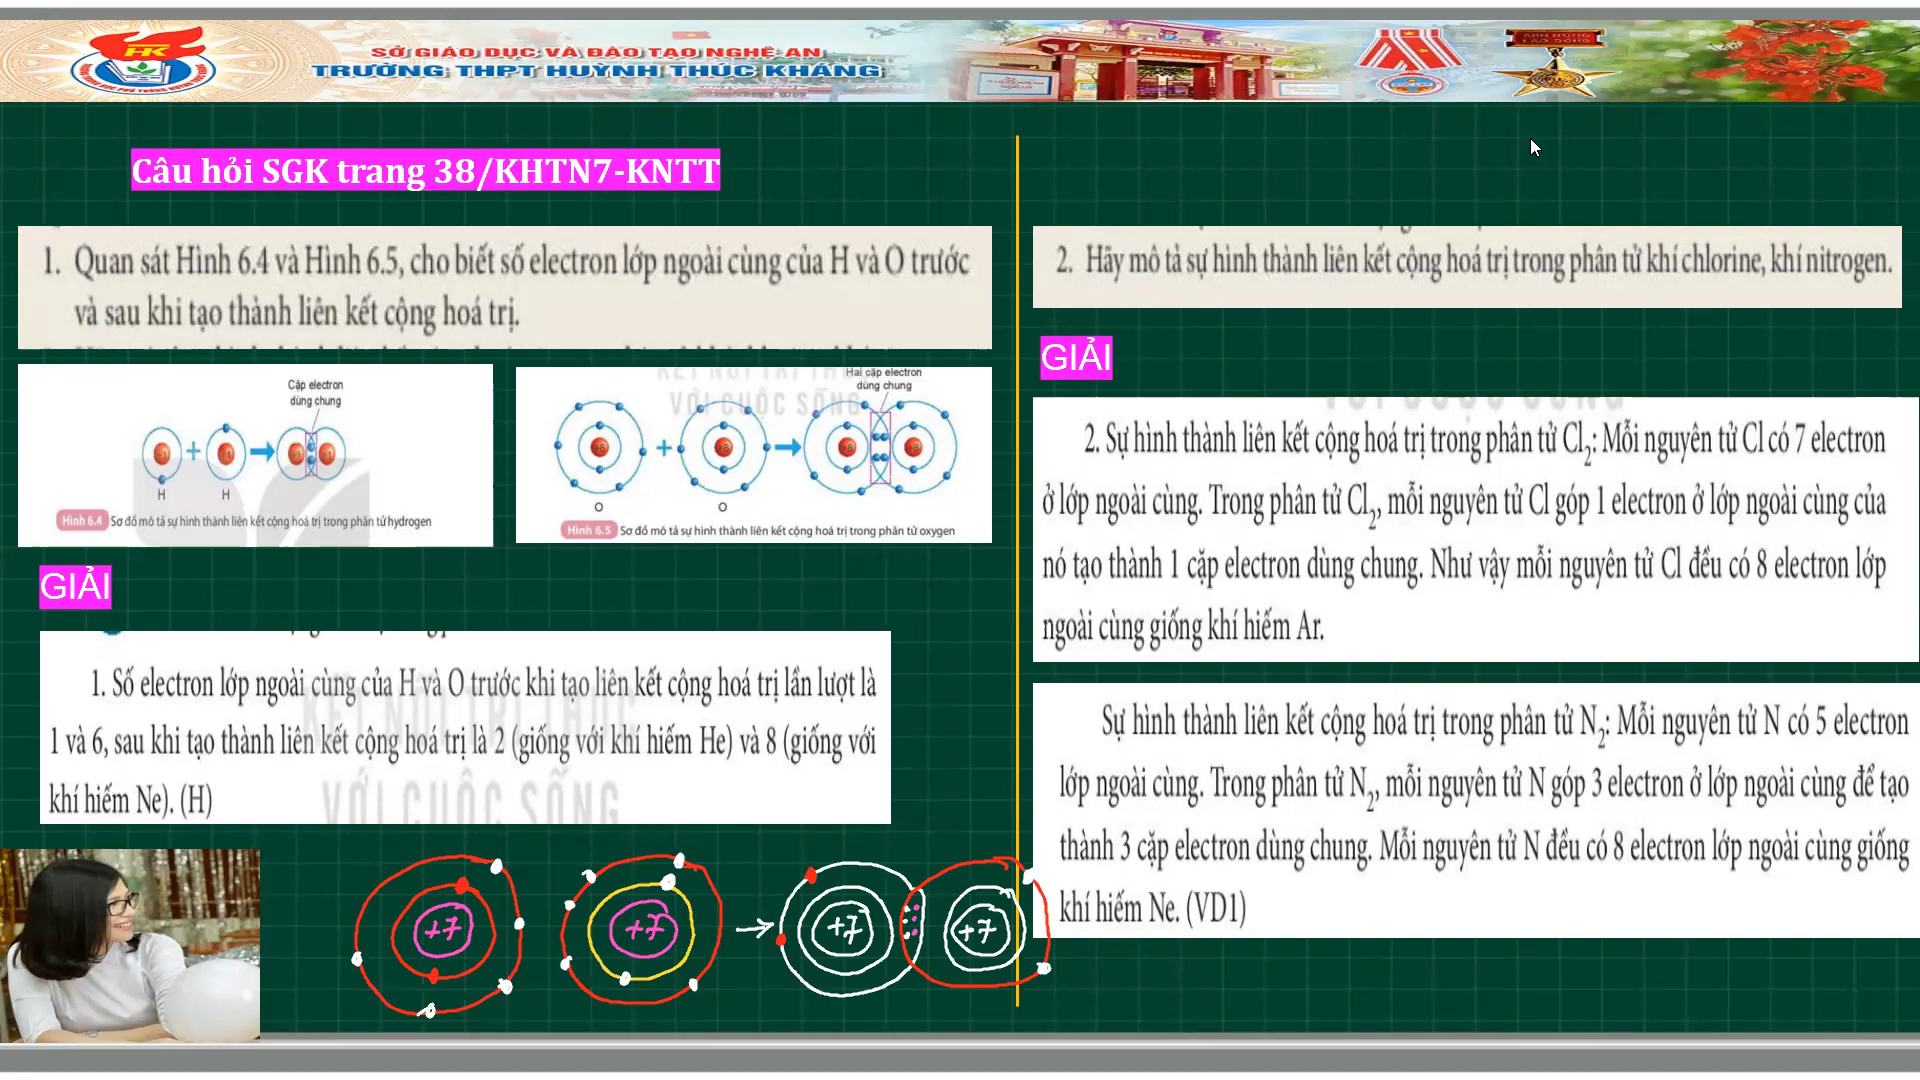 HK
SỞ GIÁO DỤC VÀ ĐÀO TẠO NGHỆ AN
TRƯỜNG THPT HUỲNH THÚC KHÁNG
Câu hỏi SGK trang 38/KHTN7-KNTT
1. Quan sát Hình 6.4 và Hình 6.5, cho biết số electron lớp ngoài cùng của H và O trước
và sau khi tạo thành liên kết cộng hoá trị.
Cặp electron
dùng chung
H
H
Hình 6.4 Sơ đồ mô tả sự hình thành liên kết cộng hoá trị trong phân tử hydrogen
Hai cặp electron
dùng chung
VỚI CUỘC SỐNG
+8
+8
+8
+8
O
O
Hình 6.5 Sơ đồ mô tả sự hình thành liên kết cộng hoá trị trong phân tử oxygen
GIẢI
1. Số electron lớp ngoài cùng của H và O trước khi tạo liên kết cộng hoá trị lần lượt là
1 và 6, sau khi tạo thành liên kết cộng hoá trị là 2 (giống với khí hiếm He) và 8 (giống với
khí hiếm Ne). (H)
VỚI CUỘC SỐNG
+7
+7
+7
+7
2. Hãy mô tả sự hình thành liên kết cộng hoá trị trong phân tử khí chlorine, khí nitrogen.
GIẢI
2. Sự hình thành liên kết cộng hoá trị trong phân tử Cl2: Mỗi nguyên tử Cl có 7 electron
ở lớp ngoài cùng. Trong phân tử Cl2, mỗi nguyên tử Cl góp 1 electron ở lớp ngoài cùng của
nó tạo thành 1 cặp electron dùng chung. Như vậy mỗi nguyên tử Cl đều có 8 electron lớp
ngoài cùng giống khí hiếm Ar.
Sự hình thành liên kết cộng hoá trị trong phân tử N2: Mỗi nguyên tử N có 5 electron
lớp ngoài cùng. Trong phân tử N2, mỗi nguyên tử N góp 3 electron ở lớp ngoài cùng để tạo
thành 3 cặp electron dùng chung. Mỗi nguyên tử N đều có 8 electron lớp ngoài cùng giống
khí hiếm Ne. (VD1)